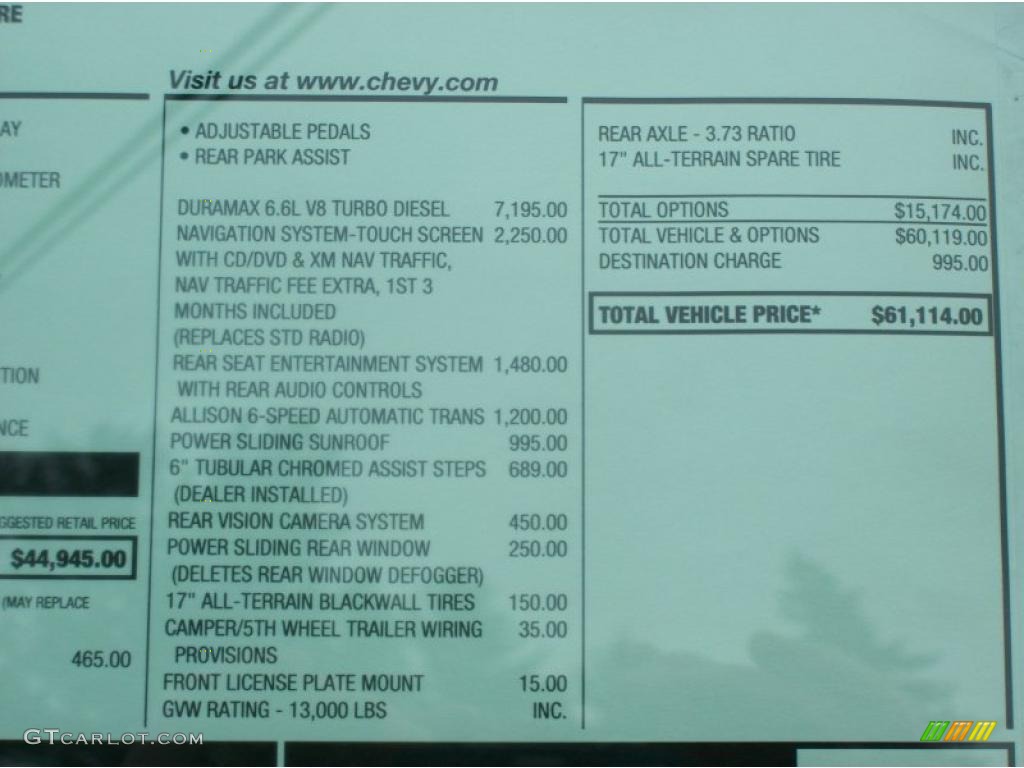 RE
AY
OMETER
TION
NCE
GGESTED RETAIL PRICE
$44,945.00
(MAY REPLACE
465.00
Visit us at www.chevy.com
• ADJUSTABLE PEDALS
• REAR PARK ASSIST
DURAMAX 6.6L V8 TURBO DIESEL 7,195.00
NAVIGATION SYSTEM-TOUCH SCREEN 2,250.00
WITH CD/DVD & XM NAV TRAFFIC,
NAV TRAFFIC FEE EXTRA, 1ST 3
MONTHS INCLUDED
(REPLACES STD RADIO)
REAR SEAT ENTERTAINMENT SYSTEM 1,480.00
WITH REAR AUDIO CONTROLS
ALLISON 6-SPEED AUTOMATIC TRANS 1,200.00
POWER SLIDING SUNROOF 995.00
6" TUBULAR CHROMED ASSIST STEPS 689.00
(DEALER INSTALLED)
REAR VISION CAMERA SYSTEM 450.00
POWER SLIDING REAR WINDOW 250.00
(DELETES REAR WINDOW DEFOGGER)
17" ALL-TERRAIN BLACKWALL TIRES 150.00
CAMPER/5TH WHEEL TRAILER WIRING 35.00
PROVISIONS
FRONT LICENSE PLATE MOUNT 15.00
GVW RATING - 13,000 LBS INC.
REAR AXLE - 3.73 RATIO INC.
17" ALL-TERRAIN SPARE TIRE INC.
TOTAL OPTIONS $15,174.00
TOTAL VEHICLE & OPTIONS $60,119.00
DESTINATION CHARGE 995.00
TOTAL VEHICLE PRICE* $61,114.00
GTCARLOT.COM